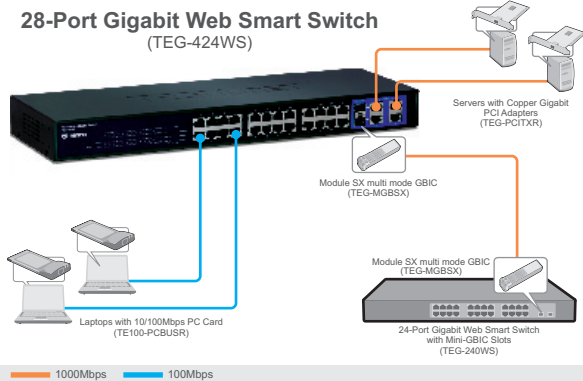 28-Port Gigabit Web Smart Switch
(TEG-424WS)
Servers with Copper Gigabit
PCI Adapters
(TEG-PCITXR)
Module SX multi mode GBIC
(TEG-MGBSX)
Module SX multi mode GBIC
(TEG-MGBSX)
Laptops with 10/100Mbps PC Card
(TE100-PCBUSR)
24-Port Gigabit Web Smart Switch
with Mini-GBIC Slots
(TEG-240WS)
1000Mbps
100Mbps